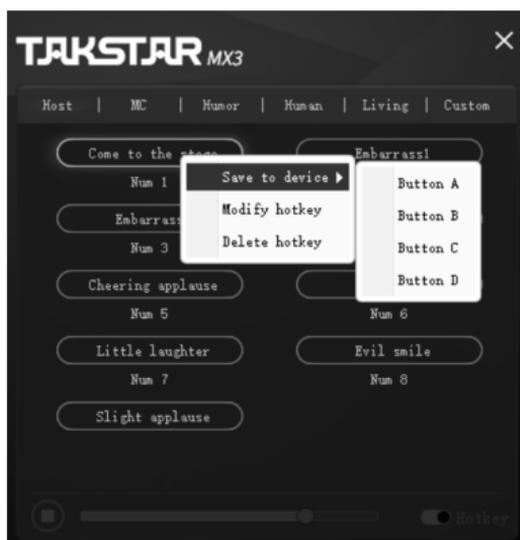 TAKSTAR MX3
Host | MC | Humor | Human | Living | Custom
Come to the stage Embarrass1
Num 1
Save to device
Modify hotkey
Delete hotkey
Button A
Button B
Button C
Button D
Num 3
Cheering applause
Num 5 Num 6
Little laughter Evil smile
Num 7 Num 8
Slight applause
Hotkey